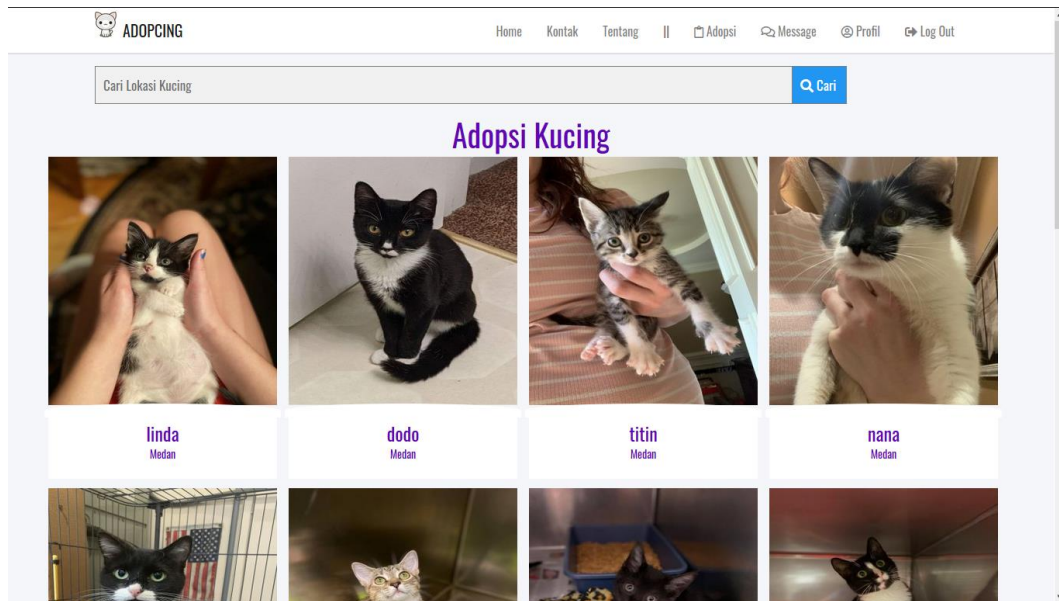 ADOPCING
Home Kontak Tentang || Adopsi Message Profil Log Out
Cari Lokasi Kucing Cari
Adopsi Kucing
linda dodo titin nana
Medan Medan Medan Medan